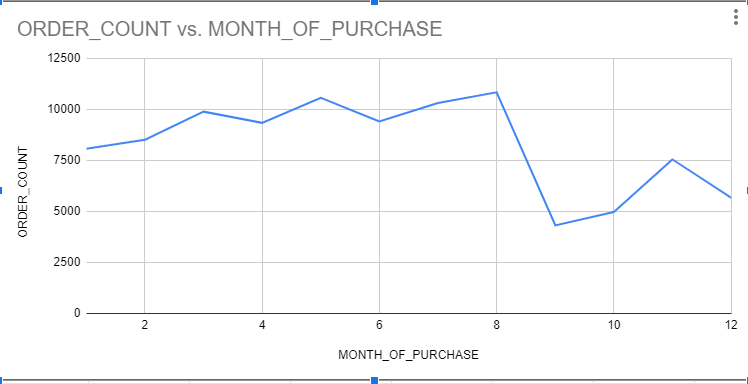 ORDER_COUNT vs. MONTH_OF_PURCHASE
12500
10000
7500
5000
2500
0
ORDER_COUNT
2 4 6 8 10 12
MONTH_OF_PURCHASE